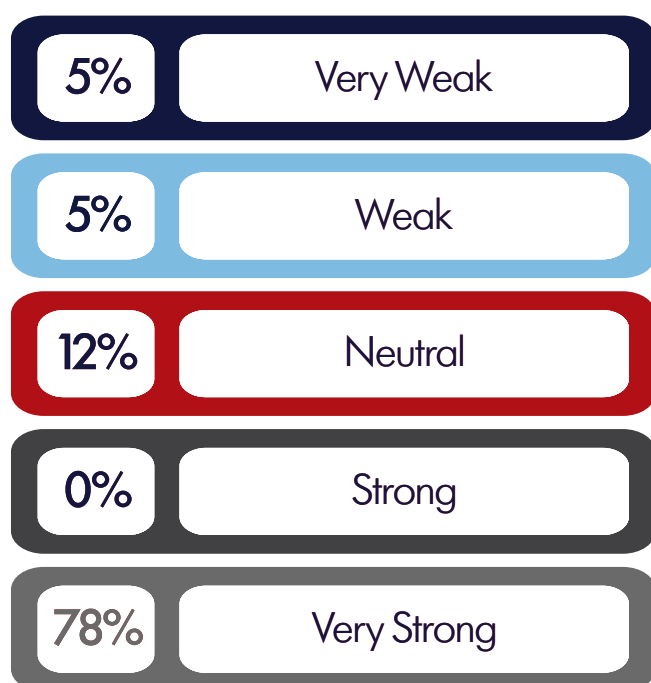 5% Very Weak
5% Weak
12% Neutral
0% Strong
78% Very Strong